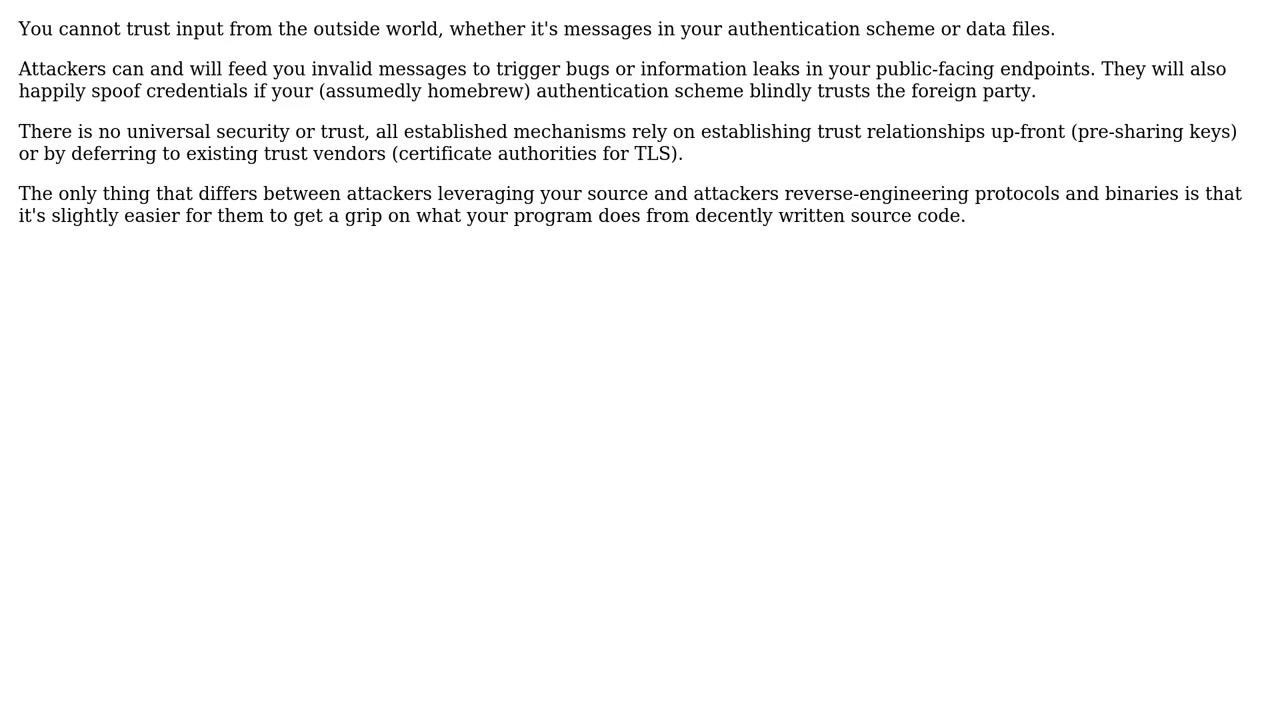 You cannot trust input from the outside world, whether it's messages in your authentication scheme or data files.
Attackers can and will feed you invalid messages to trigger bugs or information leaks in your public-facing endpoints. They will also
happily spoof credentials if your (assumedly homebrew) authentication scheme blindly trusts the foreign party.
There is no universal security or trust, all established mechanisms rely on establishing trust relationships up-front (pre-sharing keys)
or by deferring to existing trust vendors (certificate authorities for TLS).
The only thing that differs between attackers leveraging your source and attackers reverse-engineering protocols and binaries is that
it's slightly easier for them to get a grip on what your program does from decently written source code.